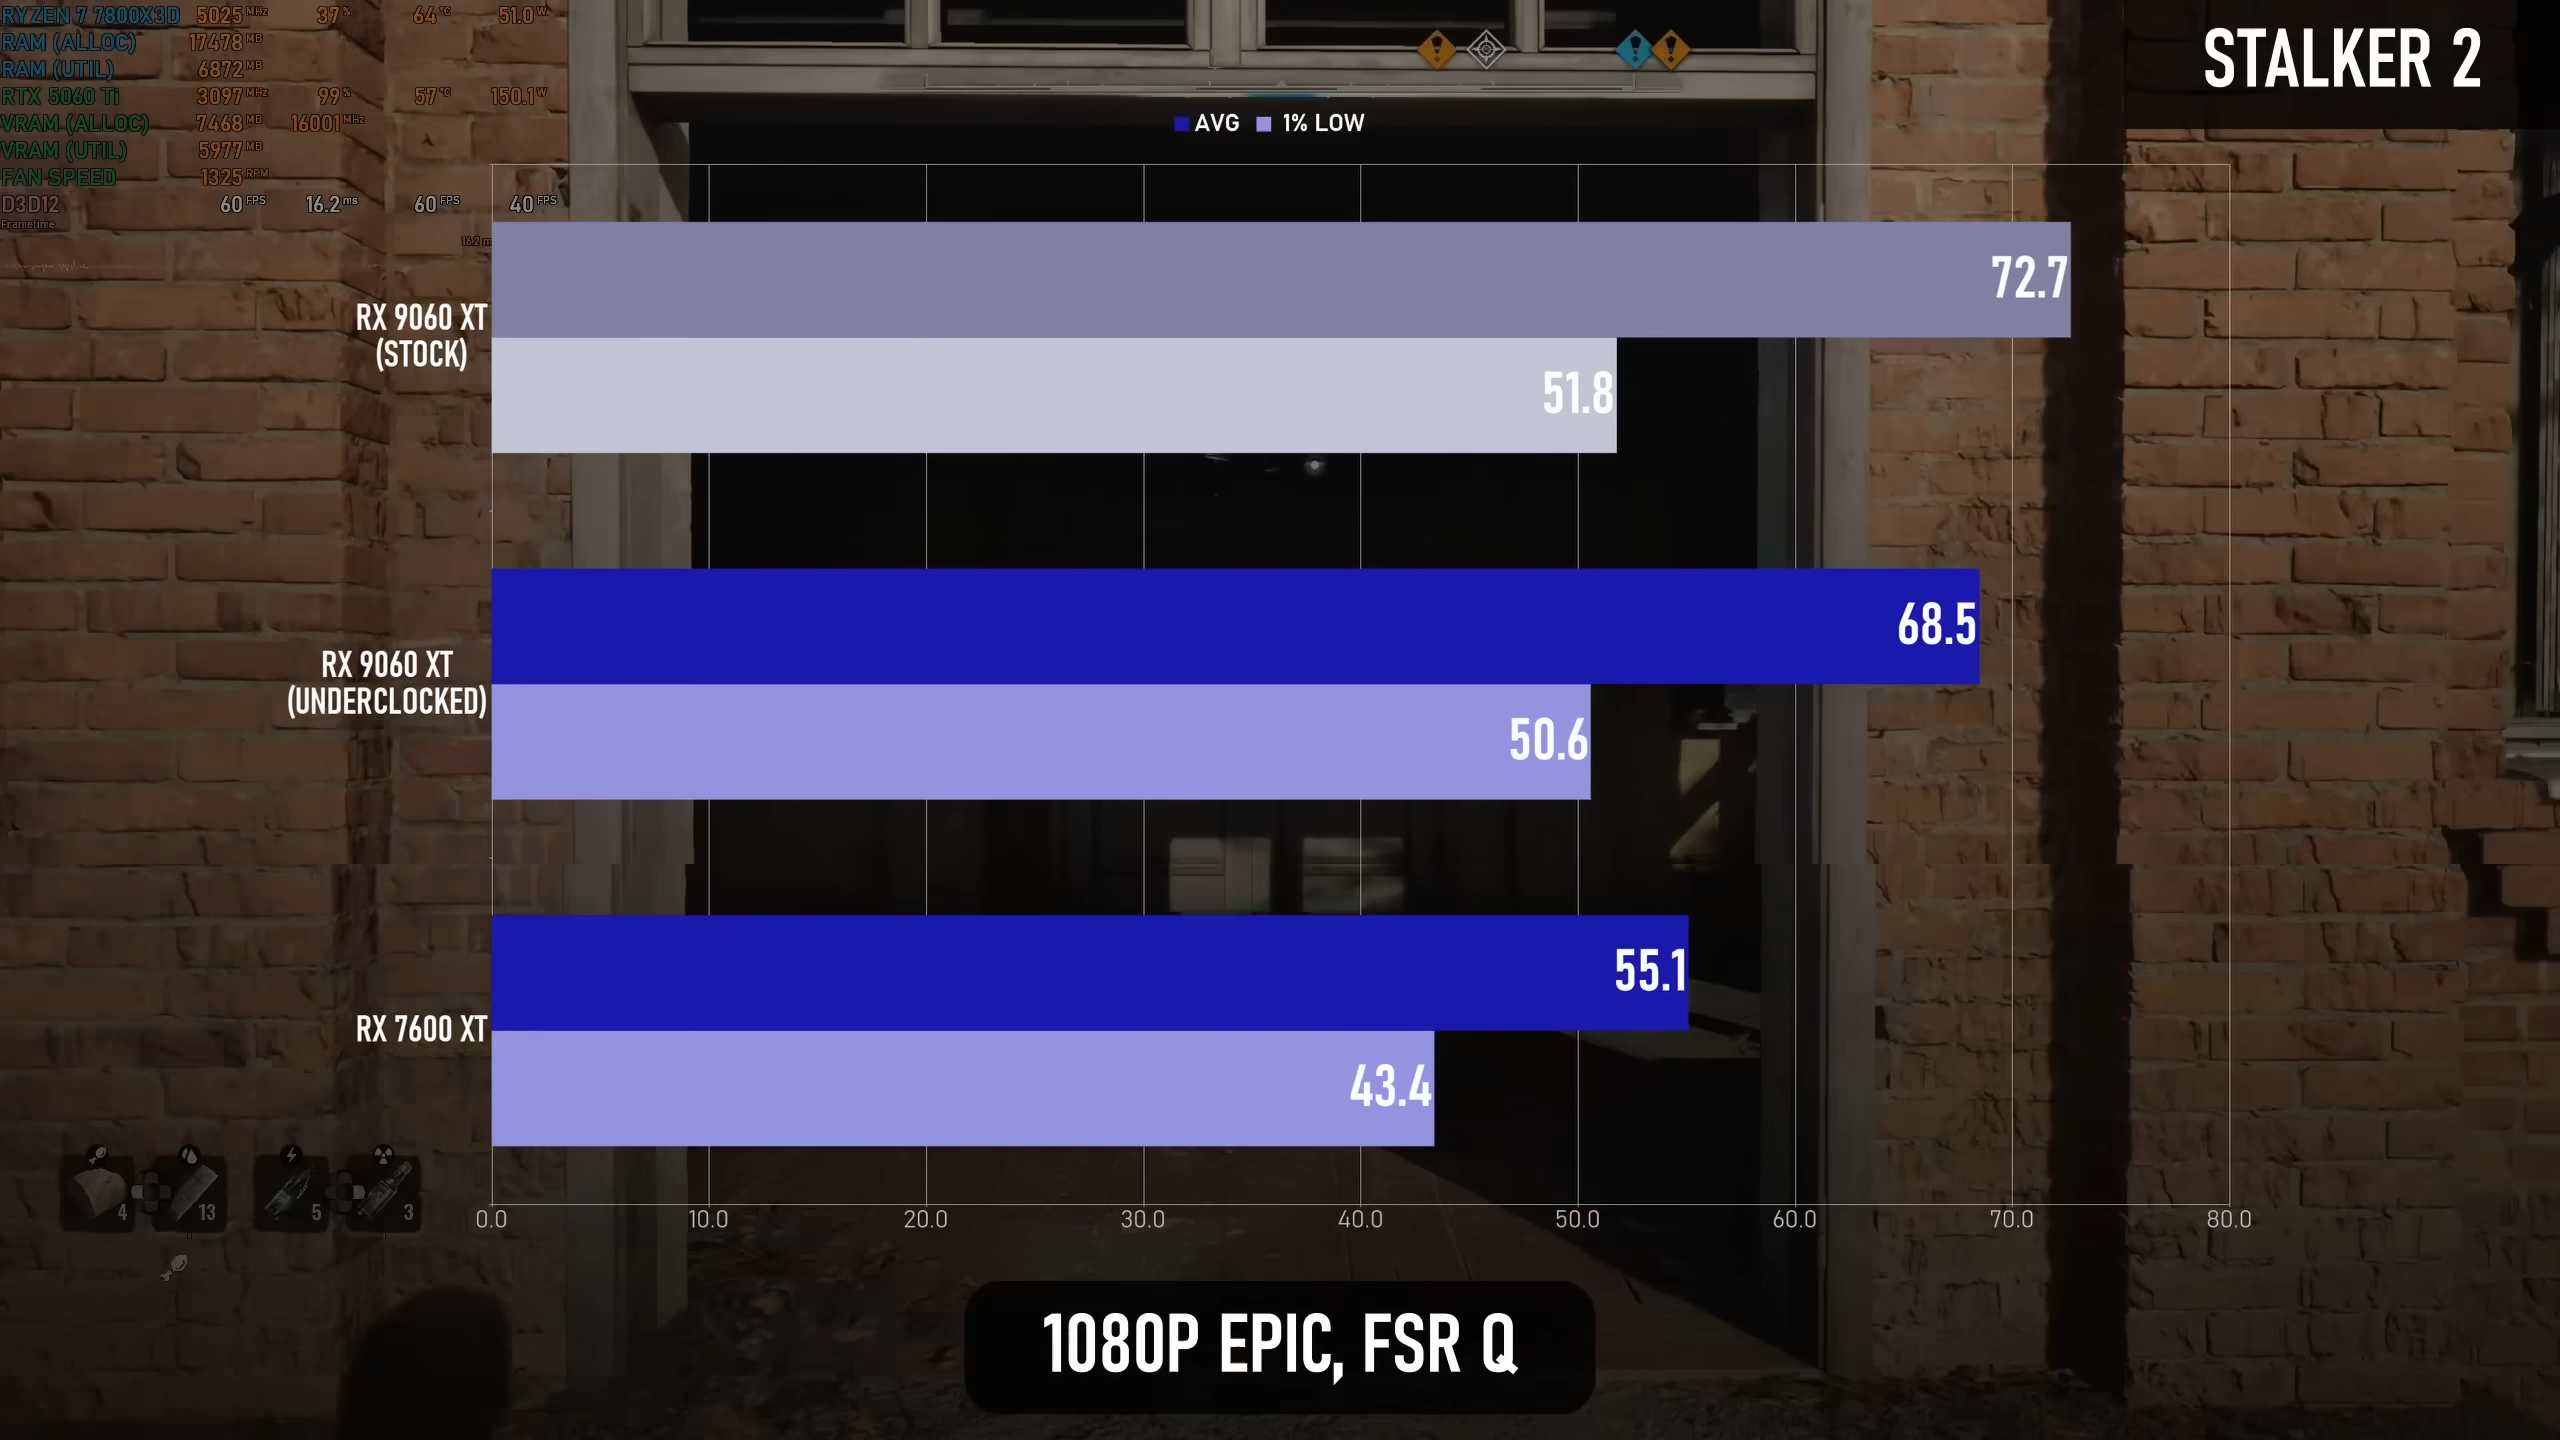 RYZEN 7 7800X3D 5025 MHz 37 % 64 °C 51.0 W
RAM (ALLOC) 17478 MB
RAM (UTIL) 6872 MB
RTX 5060 Ti 3097 MHz 99 % 57 °C 150.1 W
VRAM (ALLOC) 7468 MB 16001 MHz
VRAM (UTIL) 5977 MB
FAN SPEED 1325 RPM
D3D12 60 FPS 16.2 ms 60 FPS 40 FPS
Frametime
16.2 m
STALKER 2
AVG 1% LOW
RX 9060 XT
(STOCK)
72.7
51.8
RX 9060 XT
(UNDERCLOCKED)
68.5
50.6
RX 7600 XT
55.1
43.4
4 13 5 3
0.0 10.0 20.0 30.0 40.0 50.0 60.0 70.0 80.0
1080P EPIC, FSR Q